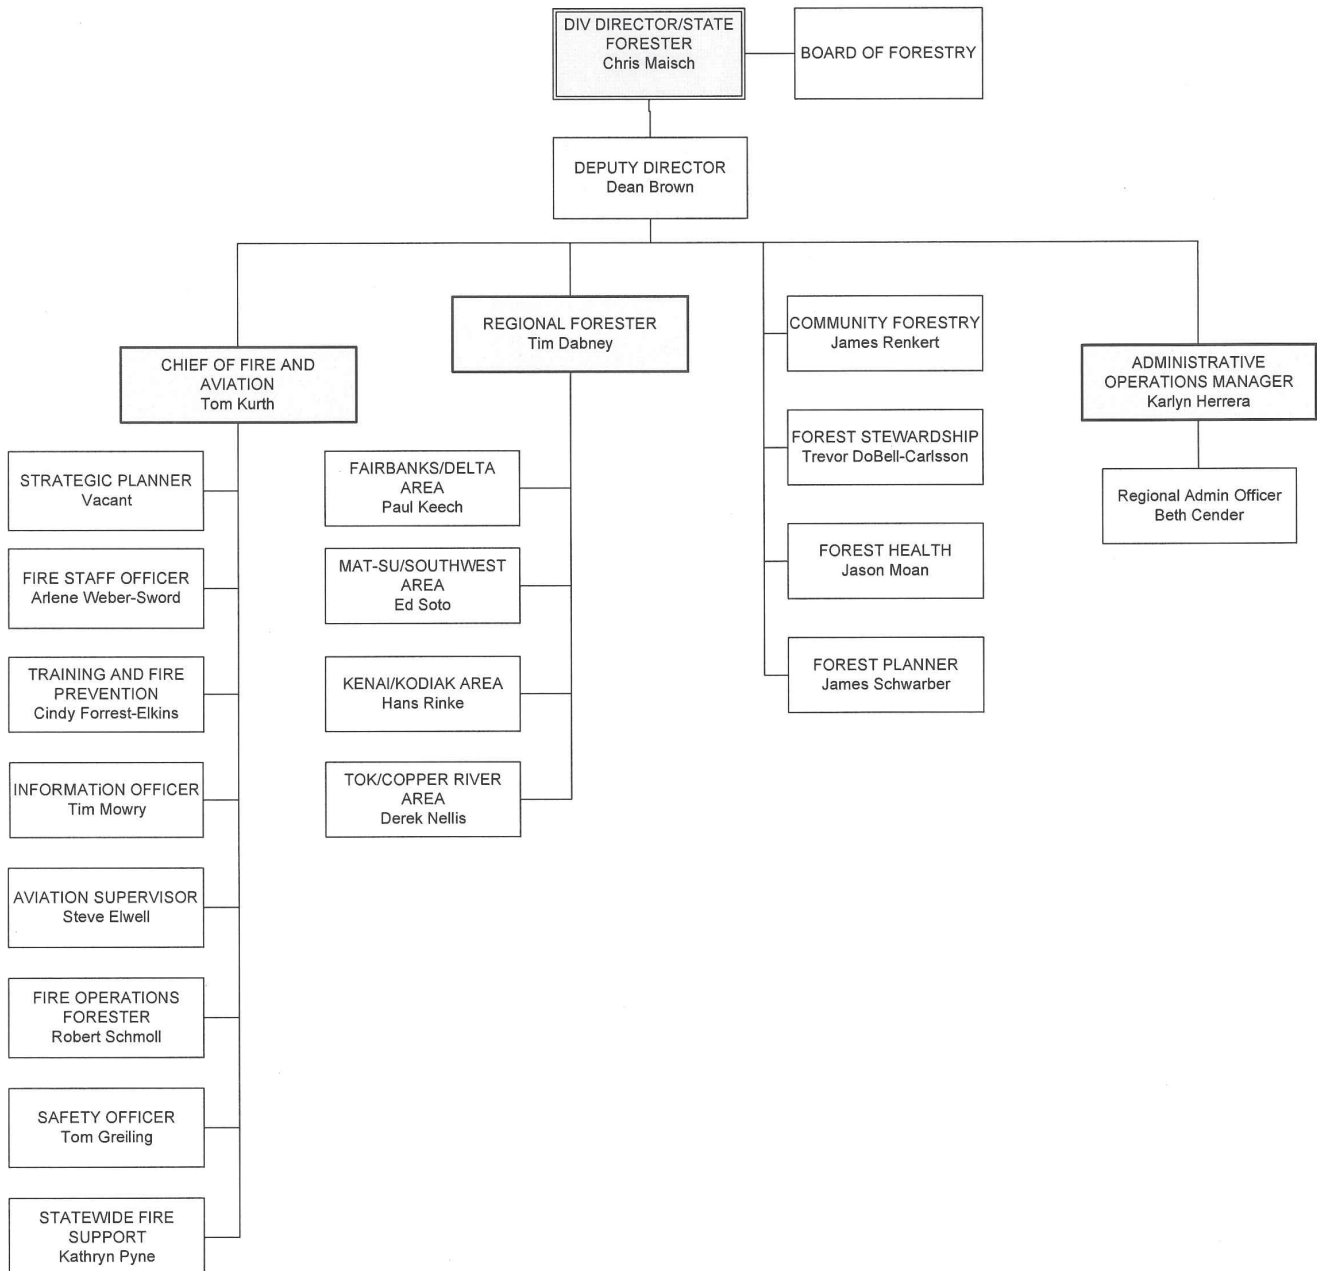 DIV DIRECTOR/STATE
FORESTER
Chris Maisch
BOARD OF FORESTRY
DEPUTY DIRECTOR
Dean Brown
CHIEF OF FIRE AND
AVIATION
Tom Kurth
STRATEGIC PLANNER
Vacant
FIRE STAFF OFFICER
Arlene Weber-Sword
TRAINING AND FIRE
PREVENTION
Cindy Forrest-Elkins
INFORMATiON OFFICER
Tim Mowry
AVIATION SUPERVISOR
Steve Elwell
FIRE OPERATIONS
FORESTER
Robert Schmoll
SAFETY OFFICER
Tom Greiling
STATEWIDE FIRE
SUPPORT
Kathryn Pyne
REGIONAL FORESTER
Tim Dabney
FAIRBANKS/DELTA
AREA
Paul Keech
MAT-SU/SOUTHWEST
AREA
Ed Soto
KENAI/KODIAK AREA
Hans Rinke
TOK/COPPER RIVER
AREA
Derek Nellis
COMMUNITY FORESTRY
James Renkert
FOREST STEWARDSHIP
Trevor DoBell-Carlsson
FOREST HEALTH
Jason Moan
FOREST PLANNER
James Schwarber
ADMINISTRATIVE
OPERATIONS MANAGER
Karlyn Herrera
Regional Admin Officer
Beth Cender